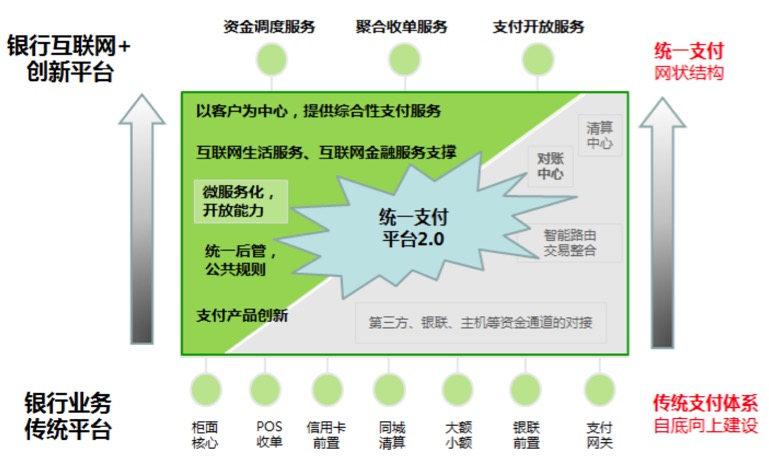 资金调度服务
聚合收单服务
支付开放服务
银行互联网+
创新平台
统一支付
网状结构
以客户为中心，提供综合性支付服务
清算
中心
互联网生活服务、互联网金融服务支撑
对账
中心
微服务化，
开放能力
统一支付
平台2.0
智能路由
交易整合
统一后管，
公共规则
支付产品创新
第三方、银联、主机等资金通道的对接
银行业务
传统平台
传统支付体系
自底向上建设
柜面
核心
POS
收单
信用卡
前置
同城
清算
大额
小额
银联
前置
支付
网关